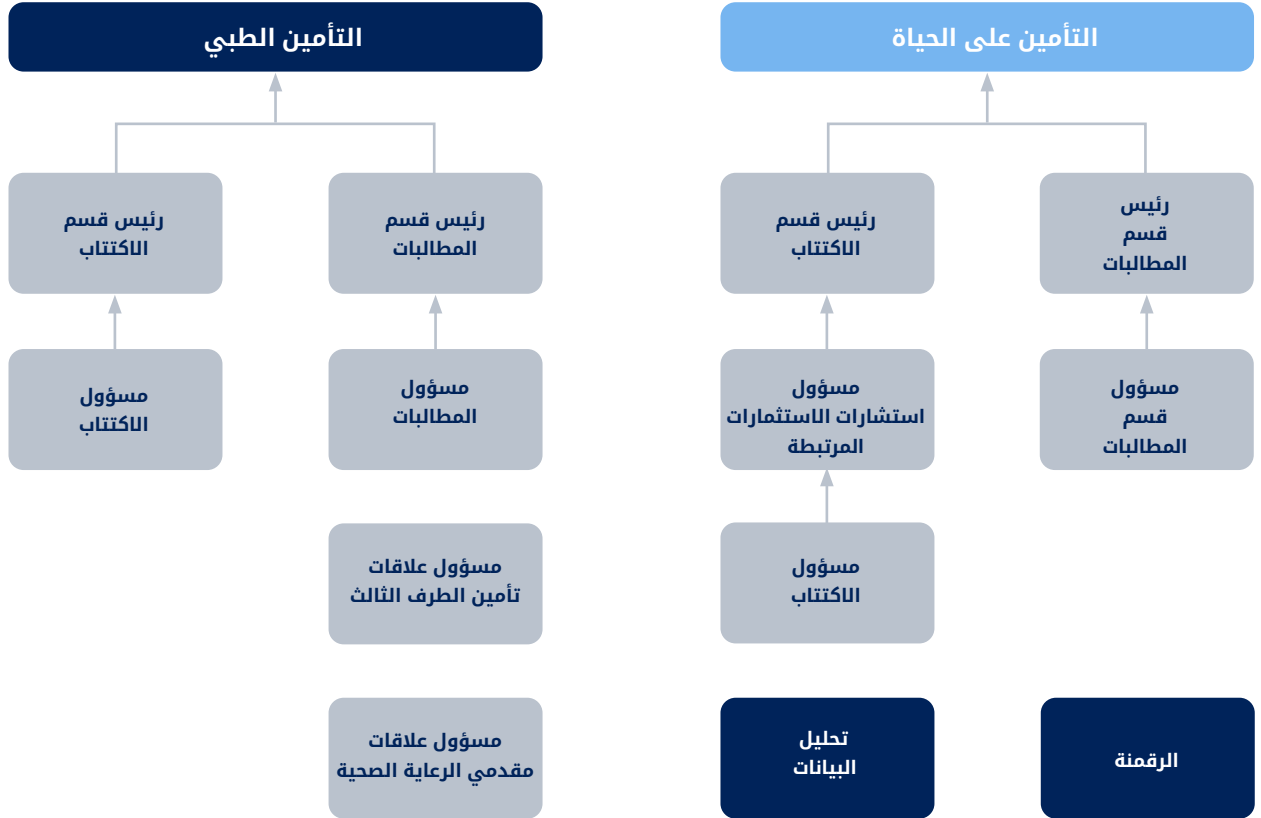 التأمين على الحياة
التأمين الطبي
رئيس
قسم
المطالبات
رئيس قسم
الاكتتاب
رئيس قسم
المطالبات
رئيس قسم
الاكتتاب
مسؤول
قسم
المطالبات
مسؤول
استشارات الاستثمارات
المرتبطة
مسؤول
المطالبات
مسؤول
الاكتتاب
مسؤول
الاكتتاب
مسؤول علاقات
تأمين الطرف الثالث
الرقمنة
تحليل
البيانات
مسؤول علاقات
مقدمي الرعاية الصحية